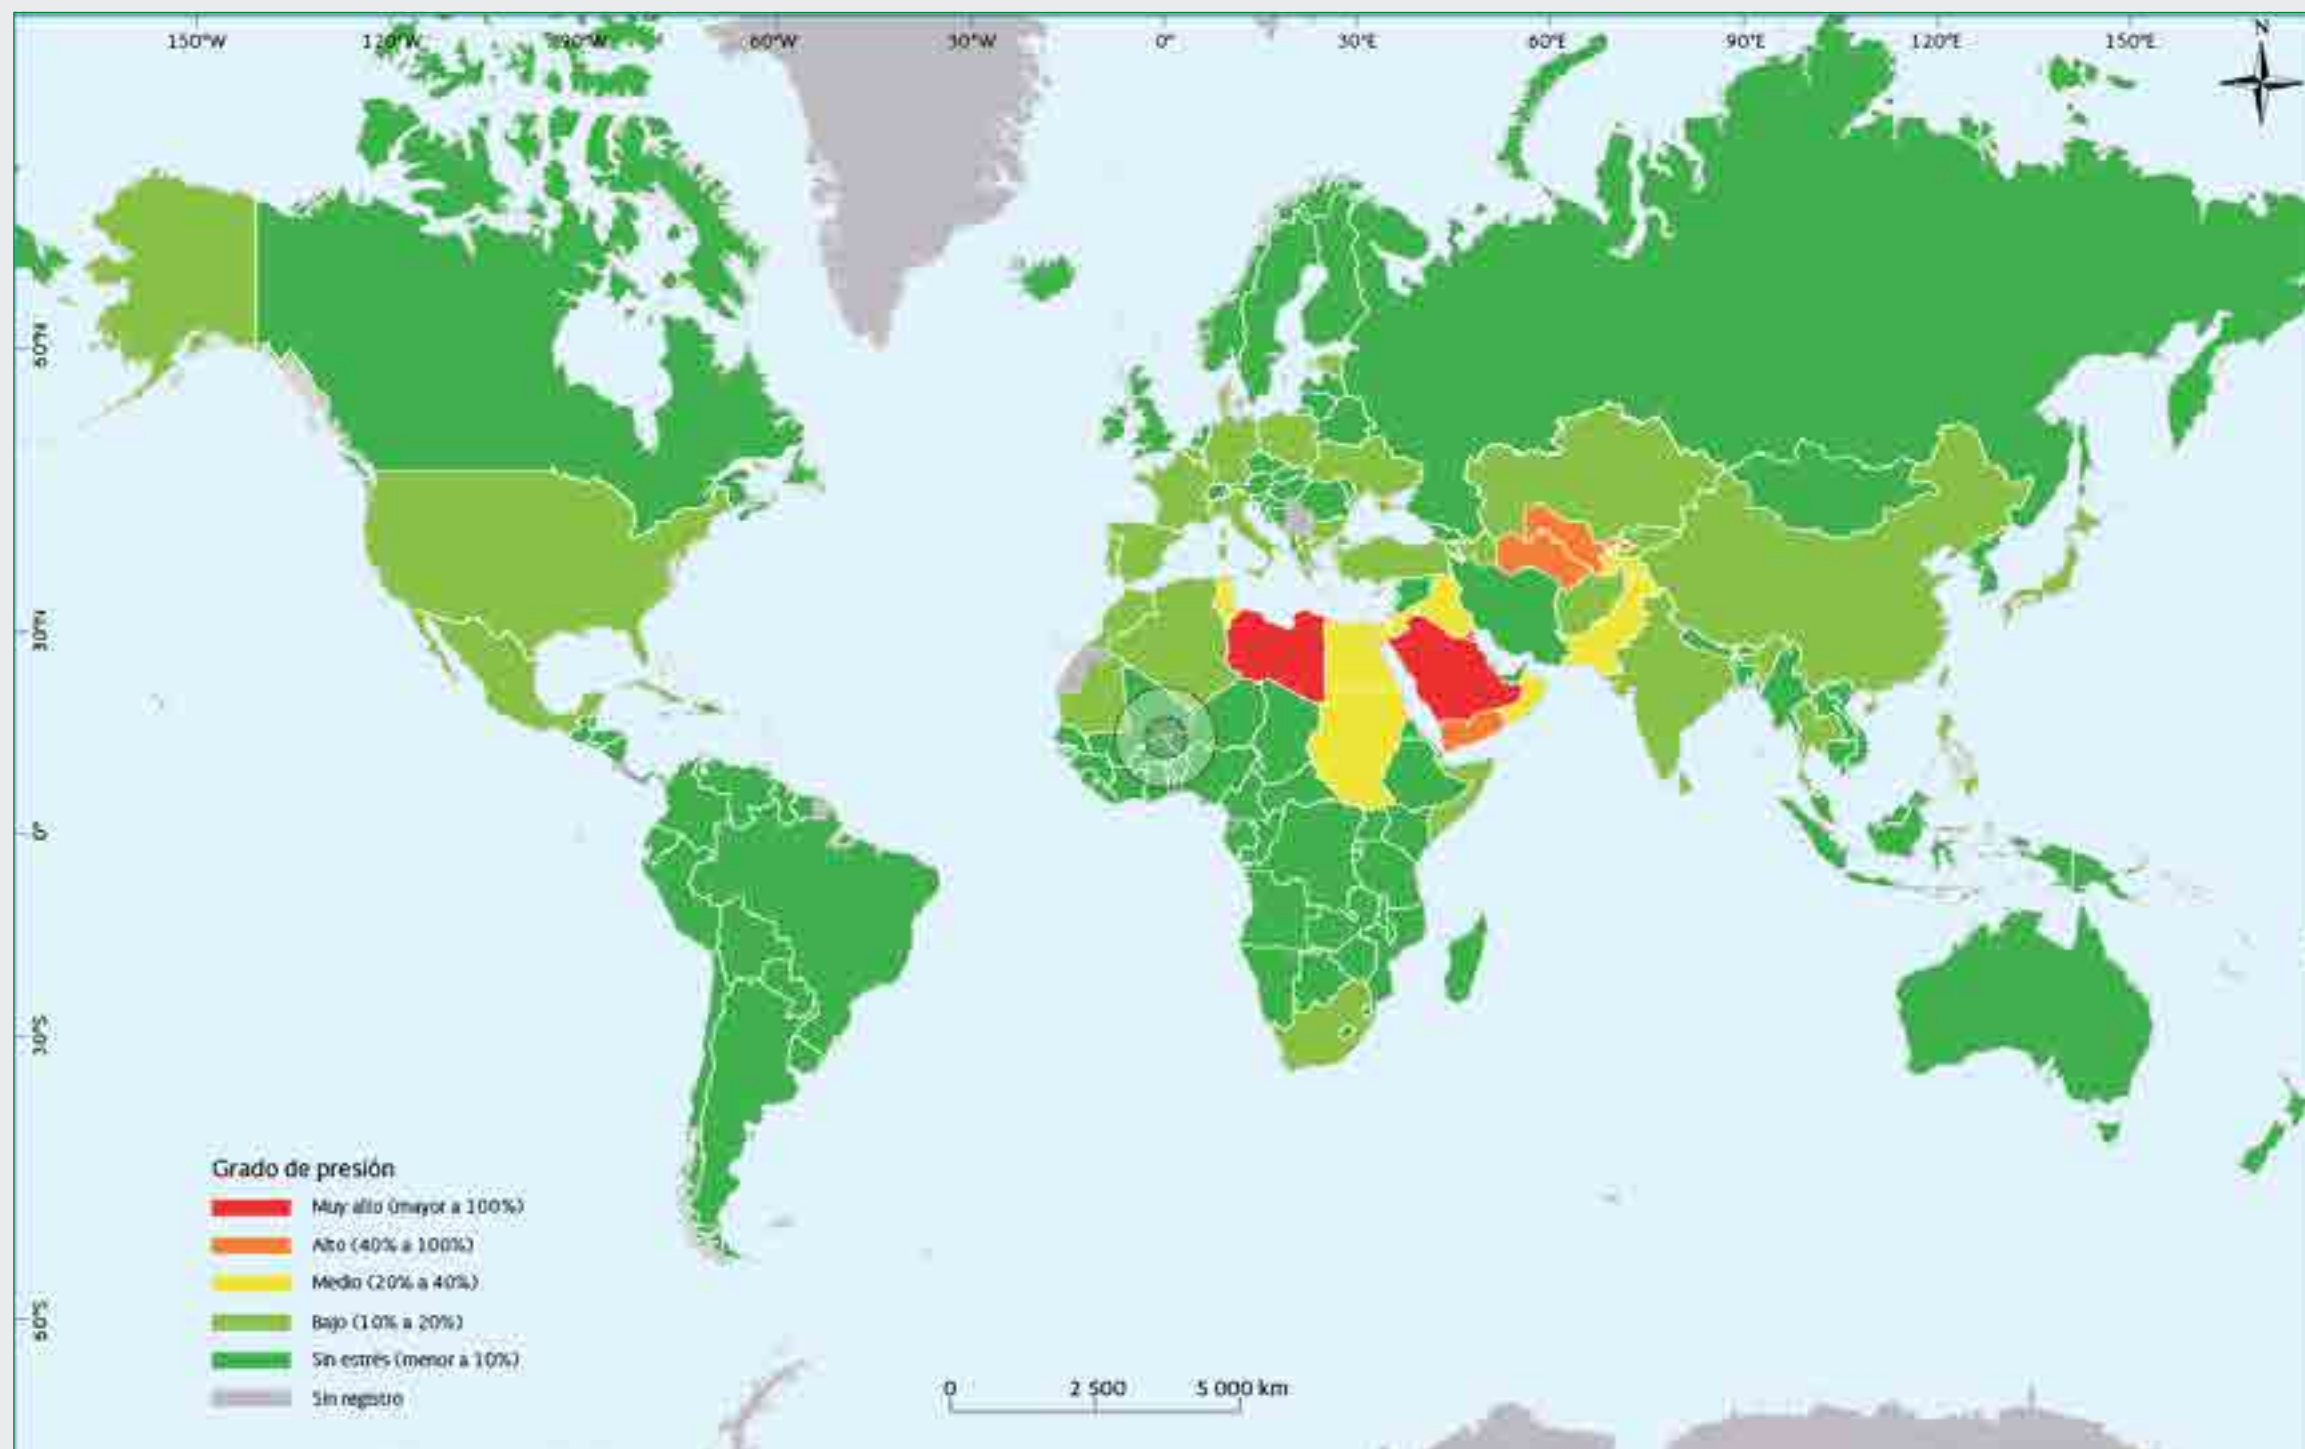 150°W 120°W 90°W 60°W 30°W 0° 30°E 60°E 90°E 120°E 150°E N
60°N
30°N
0°
30°S
60°S
Grado de presión
Muy alto (mayor a 100%)
Alto (40% a 100%)
Medio (20% a 40%)
Bajo (10% a 20%)
Sin estrés (menor a 10%)
Sin registro
0 2 500 5 000 km